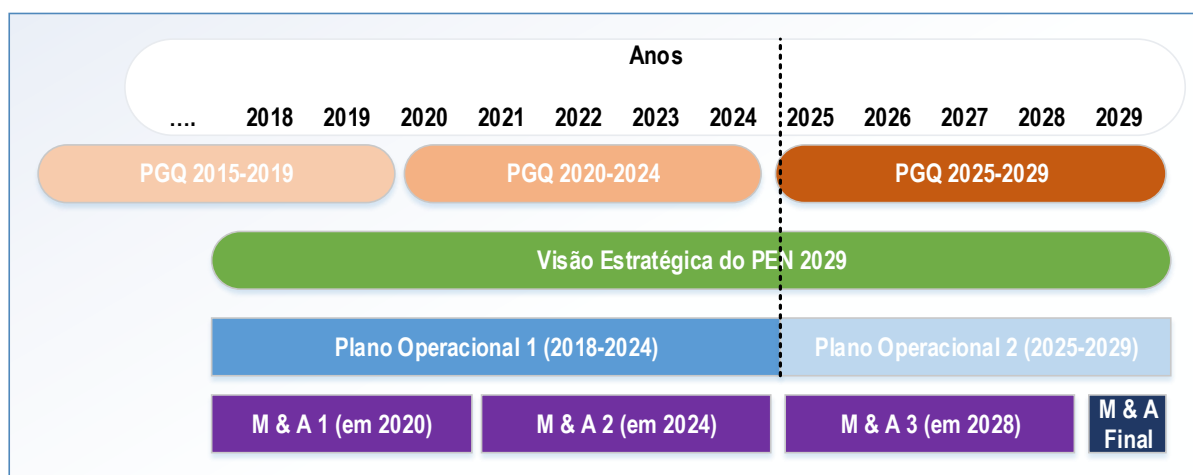 Anos
.... 2018 2019 2020 2021 2022 2023 2024 2025 2026 2027 2028 2029
PGQ 2015-2019 PGQ 2020-2024 PGQ 2025-2029
Visão Estratégica do PEN 2029
Plano Operacional 1 (2018-2024) Plano Operacional 2 (2025-2029)
M & A 1 (em 2020) M & A 2 (em 2024) M & A 3 (em 2028) M & A
Final